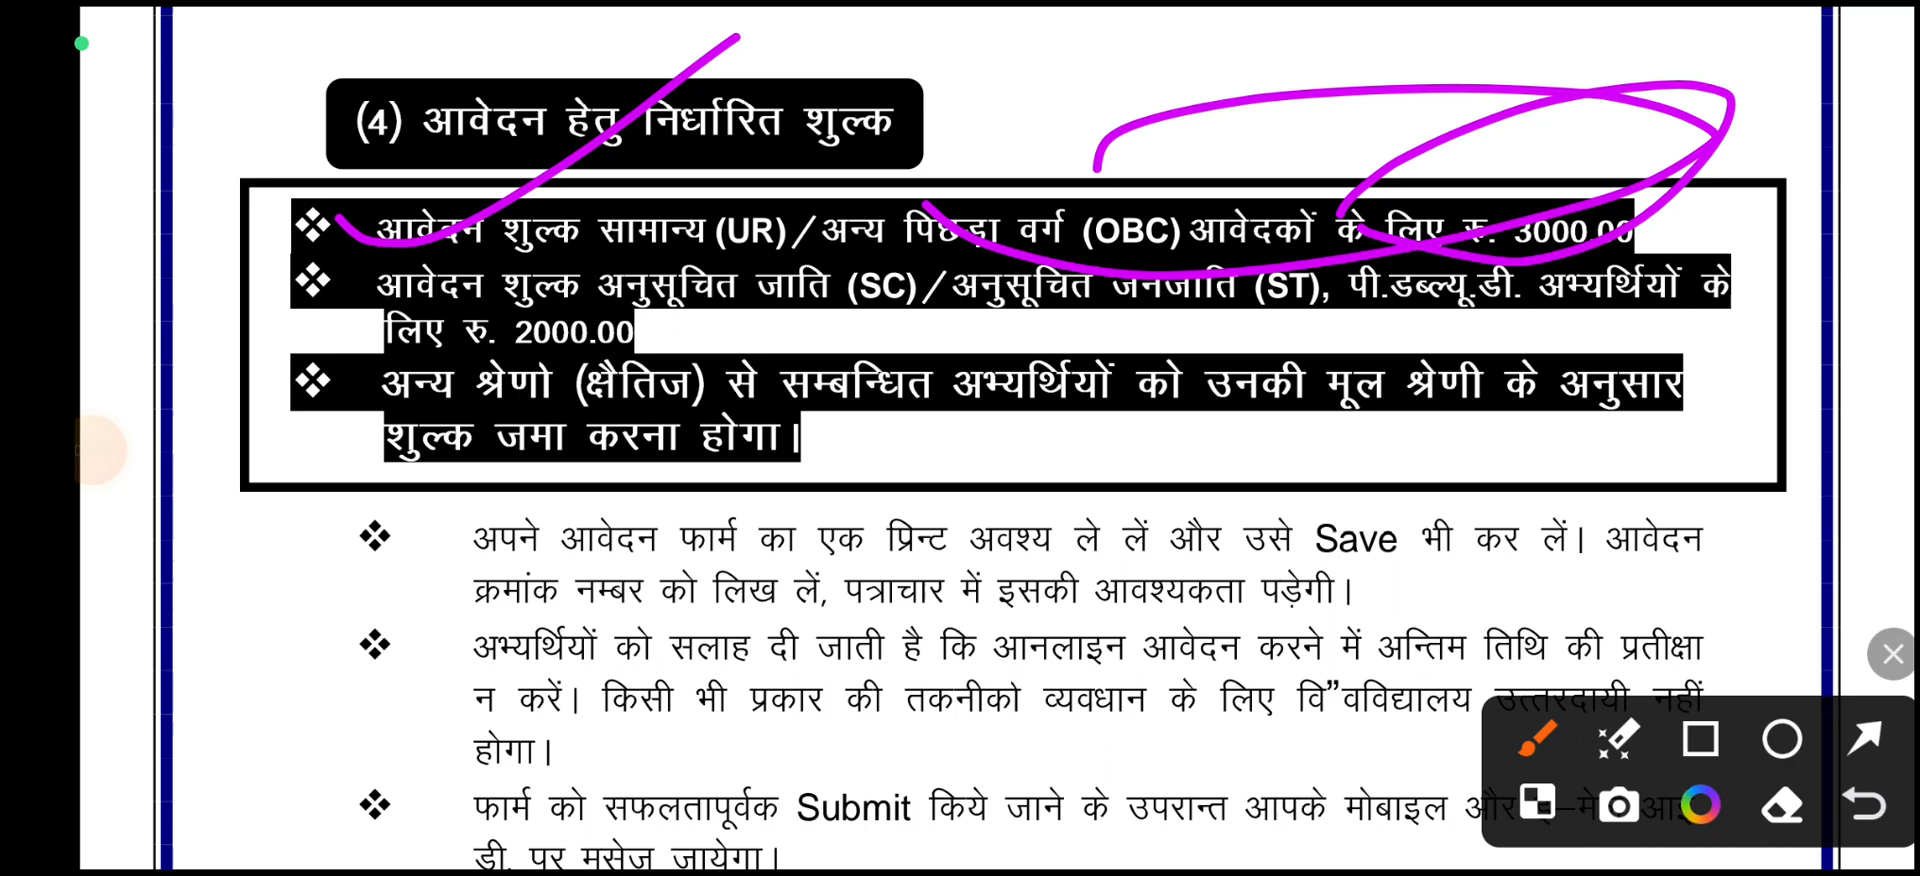 (4) आवेदन हेतु निर्धारित शुल्क
❖ आवेदन शुल्क सामान्य (UR)/अन्य पिछड़ा वर्ग (OBC) आवेदकों के लिए रु. 3000.00
❖ आवेदन शुल्क अनुसूचित जाति (SC)/अनुसूचित जनजाति (ST), पी.डब्ल्यू.डी. अभ्यर्थियों के
लिए रु. 2000.00
❖ अन्य श्रेणो (क्षैतिज) से सम्बन्धित अभ्यर्थियों को उनकी मूल श्रेणी के अनुसार
शुल्क जमा करना होगा।
❖ अपने आवेदन फार्म का एक प्रिन्ट अवश्य ले लें और उसे Save भी कर लें। आवेदन
क्रमांक नम्बर को लिख लें, पत्राचार में इसकी आवश्यकता पड़ेगी।
❖ अभ्यर्थियों को सलाह दी जाती है कि आनलाइन आवेदन करने में अन्तिम तिथि की प्रतीक्षा
न करें। किसी भी प्रकार की तकनीको व्यवधान के लिए वि”वविद्यालय उत्तरदायी नहीं
होगा।
❖ फार्म को सफलतापूर्वक Submit किये जाने के उपरान्त आपके मोबाइल और
डी. पर मसेज जायेगा।